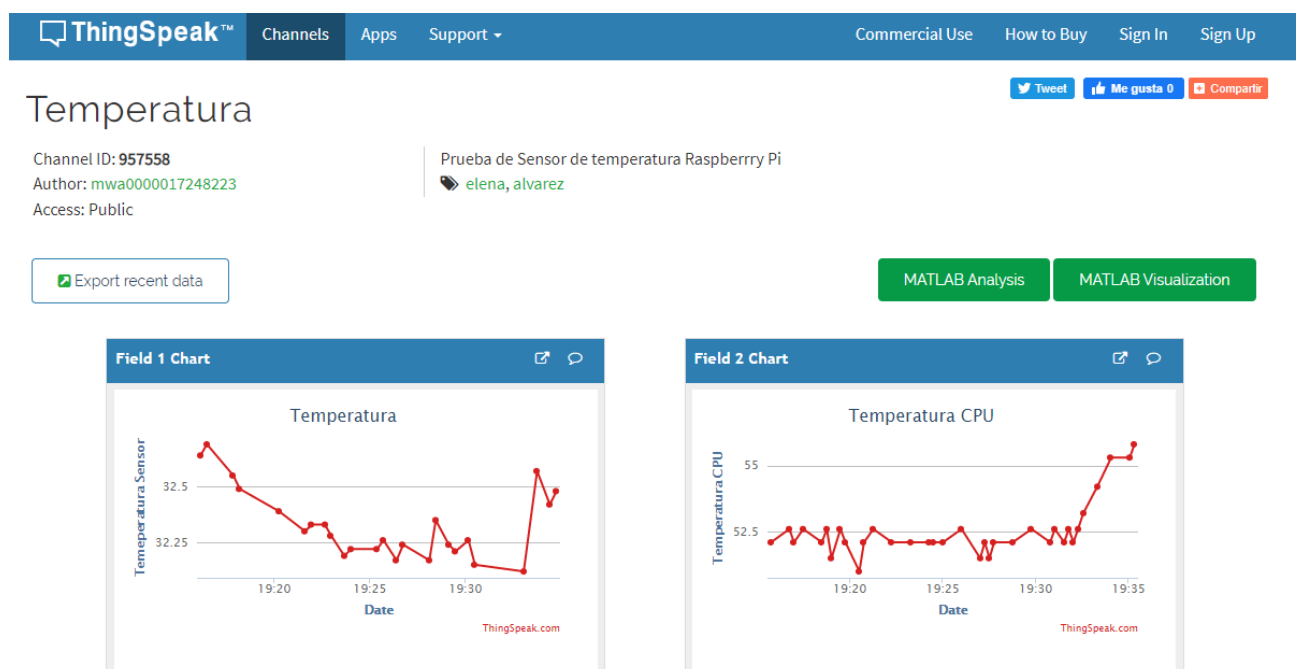 ThingSpeak™ Channels Apps Support Commercial Use How to Buy Sign In Sign Up
Tweet Me gusta 0 Compartir
Temperatura
Channel ID: 957558
Author: mwa0000017248223
Access: Public
Prueba de Sensor de temperatura Raspberrry Pi
elena, alvarez
Export recent data
MATLAB Analysis
MATLAB Visualization
Field 1 Chart
Temperatura
Temeperatura Sensor
32.5
32.25
19:20 19:25 19:30
Date
ThingSpeak.com
Field 2 Chart
Temperatura CPU
Temperatura CPU
55
52.5
19:20 19:25 19:30 19:35
Date
ThingSpeak.com